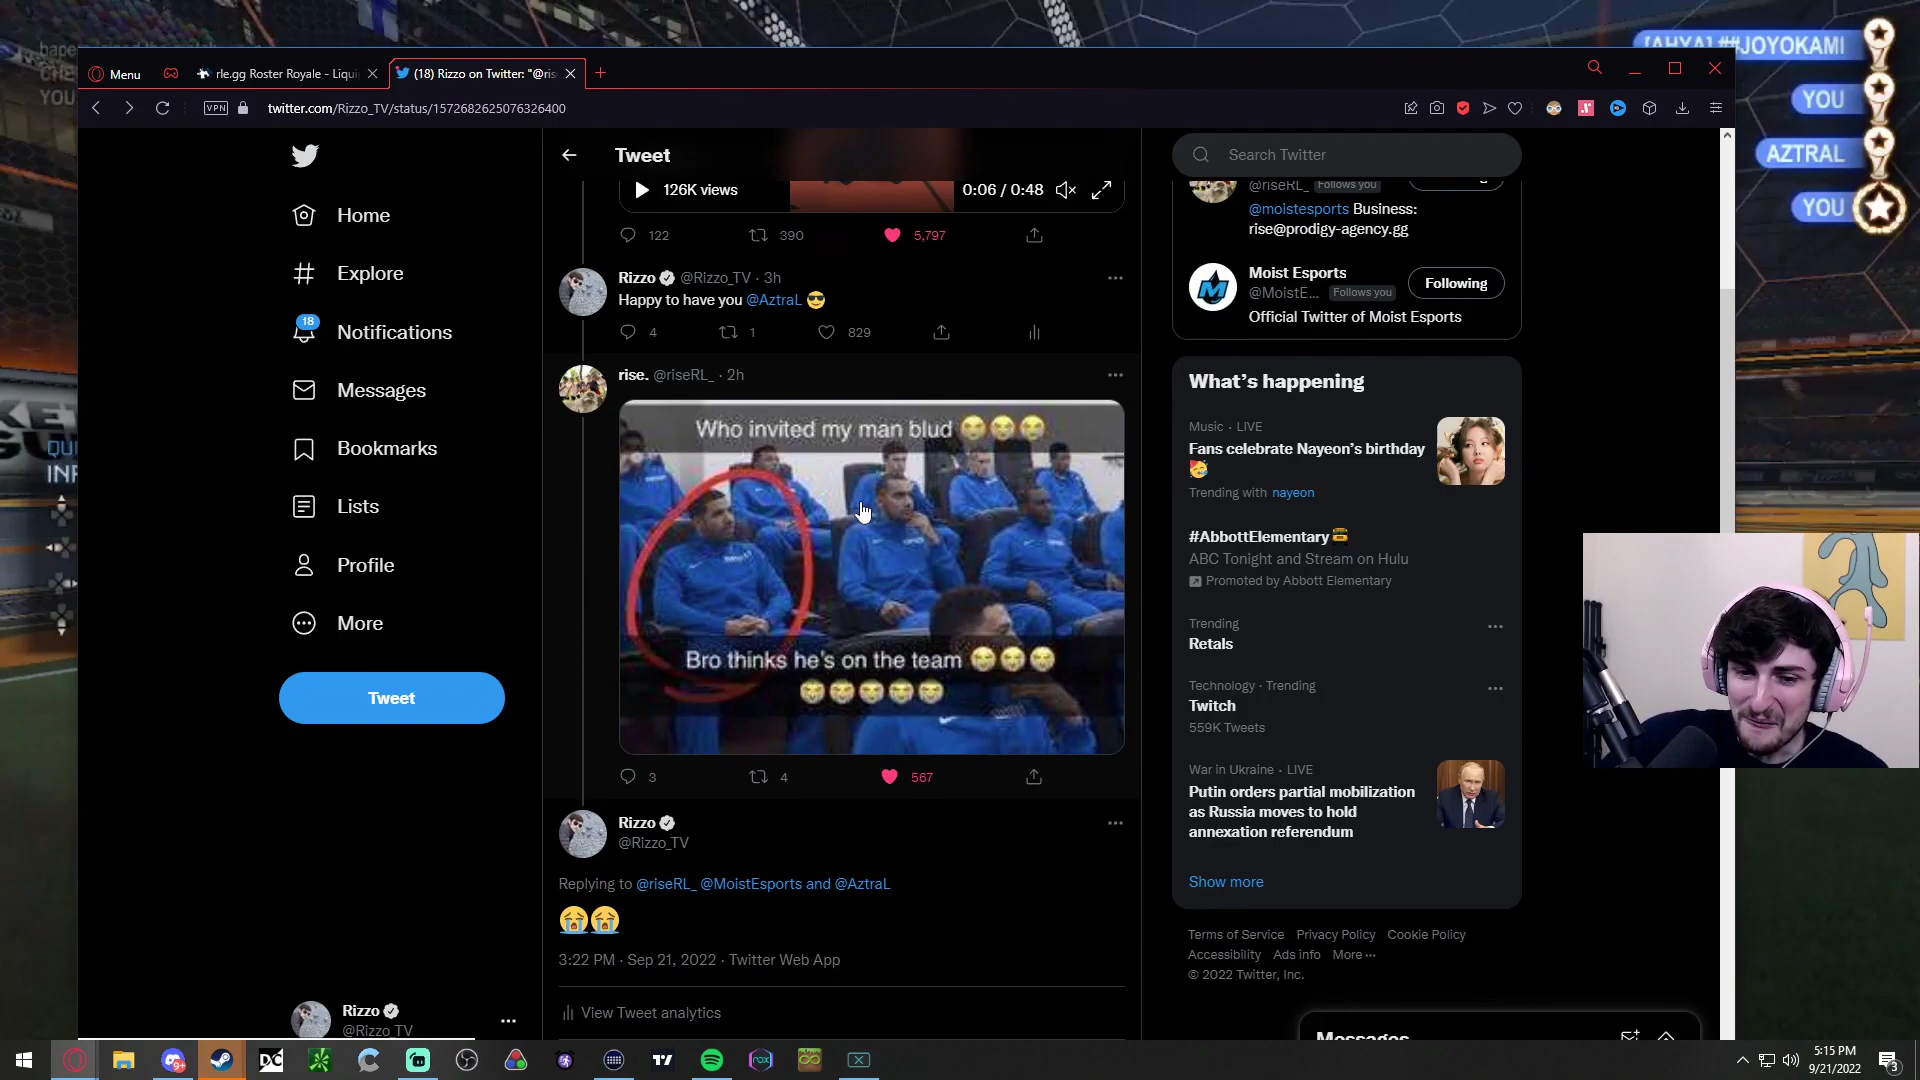 [AHYA] ##JOYOKAMI
YOU
AZTRAL
YOU
Menu
rle.gg Roster Royale - Liqui
(18) Rizzo on Twitter: "@ris
VPN
twitter.com/Rizzo_TV/status/1572682625076326400
Home
Explore
18
Notifications
Messages
Bookmarks
Lists
Profile
More
Tweet
Rizzo
@Rizzo_TV
Tweet
126K views
0:06 / 0:48
122
390
5,797
Rizzo @Rizzo_TV · 3h
Happy to have you @AztraL 😎
4
1
829
rise. @riseRL_ · 2h
Who invited my man blud 😭😭😭
Bro thinks he's on the team 😭😭😭
😭😭😭😭😭
3
4
567
Rizzo
@Rizzo_TV
Replying to @riseRL_ @MoistEsports and @AztraL
😭😭
3:22 PM · Sep 21, 2022 · Twitter Web App
View Tweet analytics
Search Twitter
@riseRL_ Follows you
@moistesports Business:
rise@prodigy-agency.gg
Moist Esports
@MoistE... Follows you
Following
Official Twitter of Moist Esports
What's happening
Music · LIVE
Fans celebrate Nayeon's birthday
🥳
Trending with nayeon
#AbbottElementary
ABC Tonight and Stream on Hulu
Promoted by Abbott Elementary
Trending
Retals
Technology · Trending
Twitch
559K Tweets
War in Ukraine · LIVE
Putin orders partial mobilization
as Russia moves to hold
annexation referendum
Show more
Terms of Service Privacy Policy Cookie Policy
Accessibility Ads info More ···
© 2022 Twitter, Inc.
Messages
9+
DC
nox
5:15 PM
9/21/2022
3